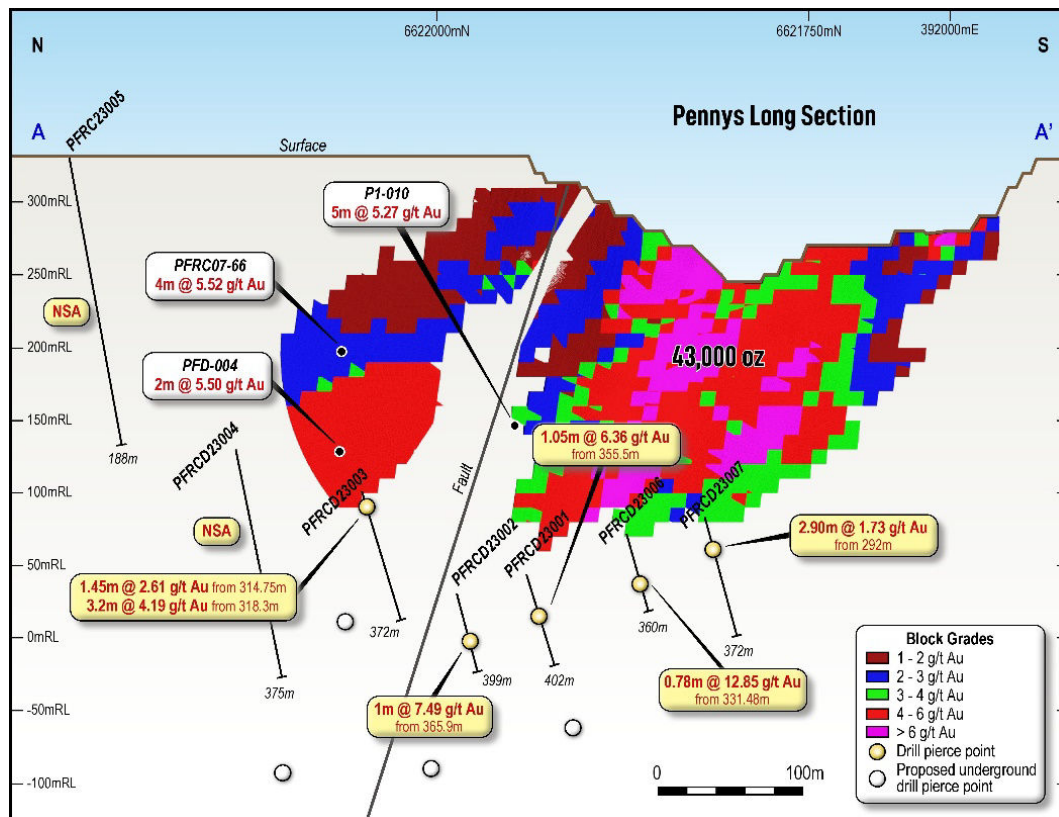 6622000mN
6621750mN
392000mE
N
S
Pennys Long Section
A
A'
PFRC23005
Surface
300mRL
250mRL
200mRL
150mRL
100mRL
50mRL
0mRL
-50mRL
-100mRL
P1-010
5m @ 5.27 g/t Au
PFRC07-66
4m @ 5.52 g/t Au
NSA
PFD-004
2m @ 5.50 g/t Au
43,000 oz
188m
PFRCD23004
NSA
375m
PFRCD23003
372m
1.45m @ 2.61 g/t Au from 314.75m
3.2m @ 4.19 g/t Au from 318.3m
Fault
1.05m @ 6.36 g/t Au
from 355.5m
PFRCD23002
399m
PFRCD23001
402m
PFRCD23006
360m
PFRCD23007
372m
2.90m @ 1.73 g/t Au
from 292m
1m @ 7.49 g/t Au
from 365.9m
0.78m @ 12.85 g/t Au
from 331.48m
Block Grades
1 - 2 g/t Au
2 - 3 g/t Au
3 - 4 g/t Au
4 - 6 g/t Au
> 6 g/t Au
Drill pierce point
Proposed underground
drill pierce point
0
100m